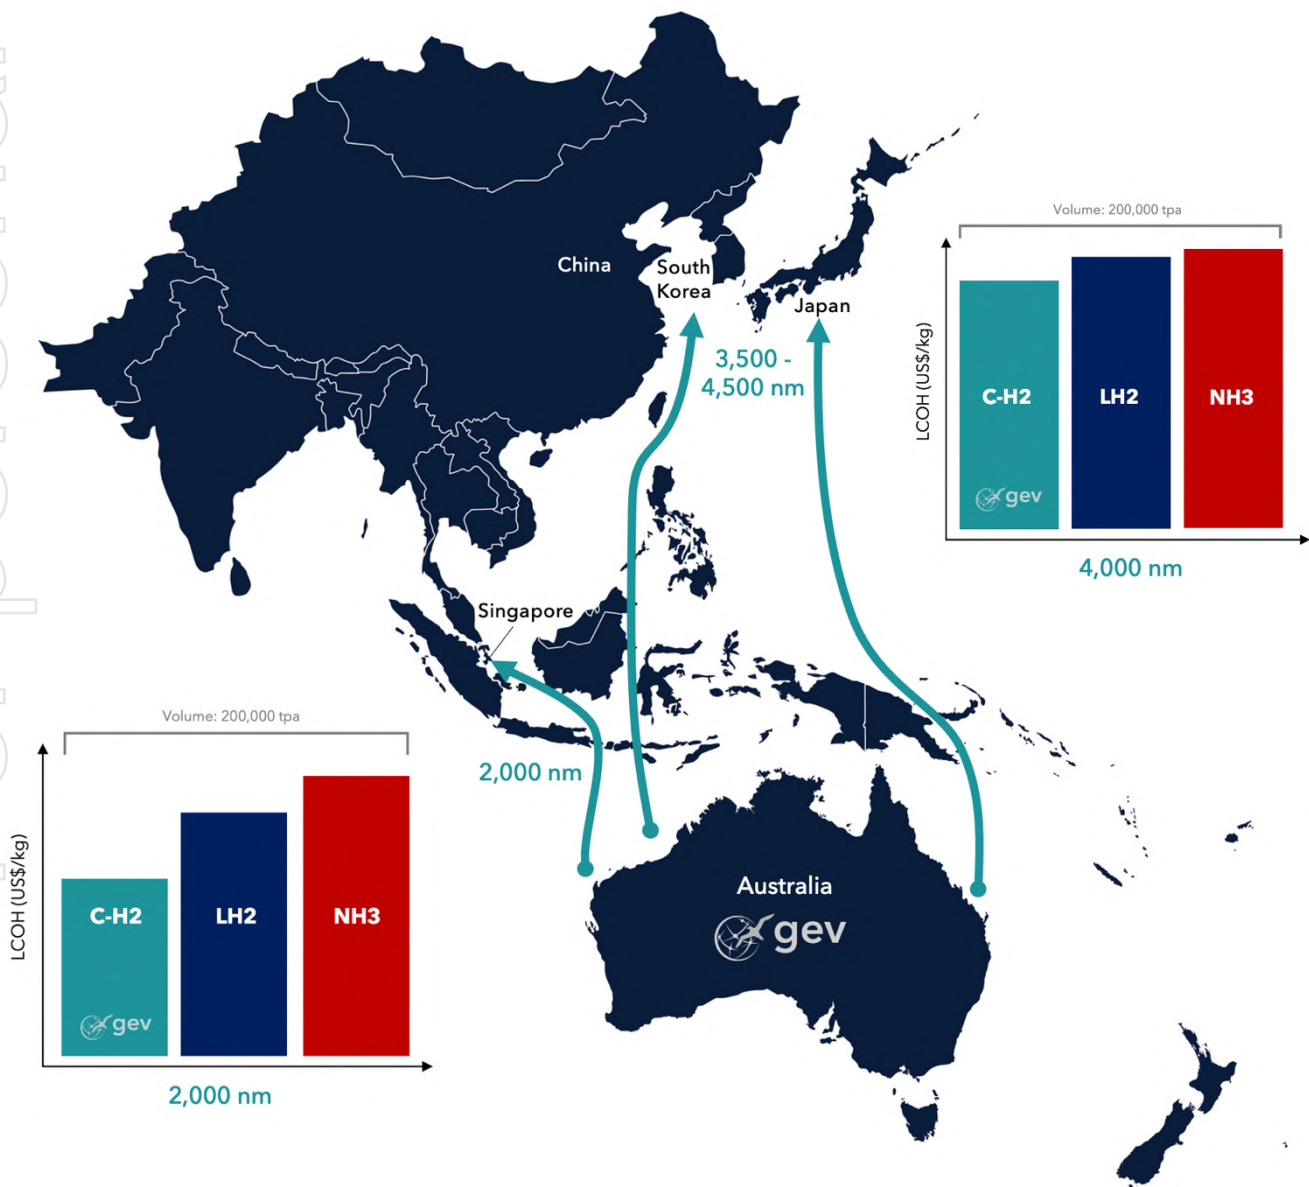 China
South
Korea
Japan
3,500 -
4,500 nm
Singapore
2,000 nm
Australia
gev
Volume: 200,000 tpa
LCOH (US$/kg)
C-H2
LH2
NH3
gev
4,000 nm
Volume: 200,000 tpa
LCOH (US$/kg)
C-H2
LH2
NH3
gev
2,000 nm